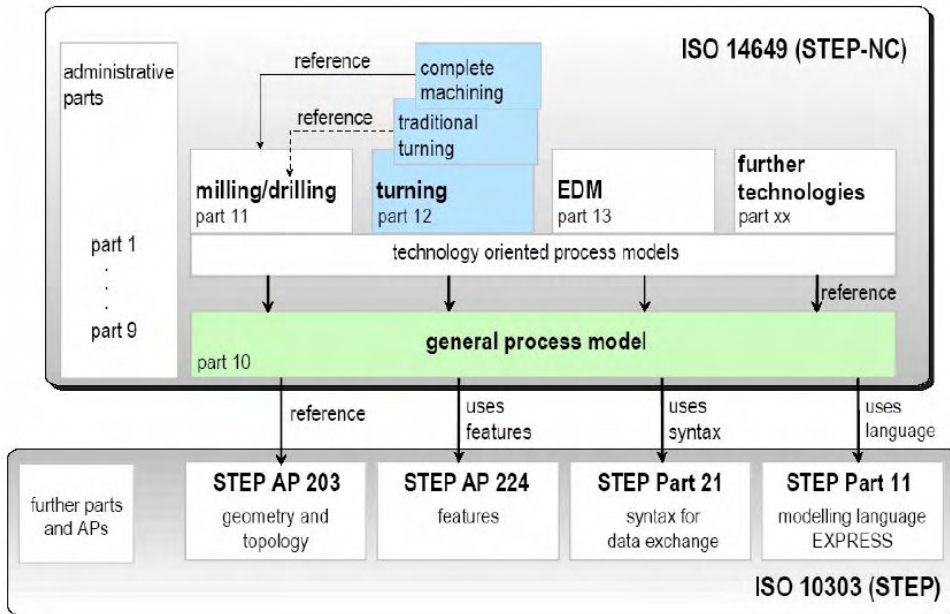 ISO 14649 (STEP-NC)
administrative
parts
part 1
.
.
.
part 9
reference
complete
machining
reference
traditional
turning
milling/drilling
part 11
turning
part 12
EDM
part 13
further
technologies
part xx
technology oriented process models
reference
general process model
part 10
reference
uses
features
uses
syntax
uses
language
further parts
and APs
STEP AP 203
geometry and
topology
STEP AP 224
features
STEP Part 21
syntax for
data exchange
STEP Part 11
modelling language
EXPRESS
ISO 10303 (STEP)